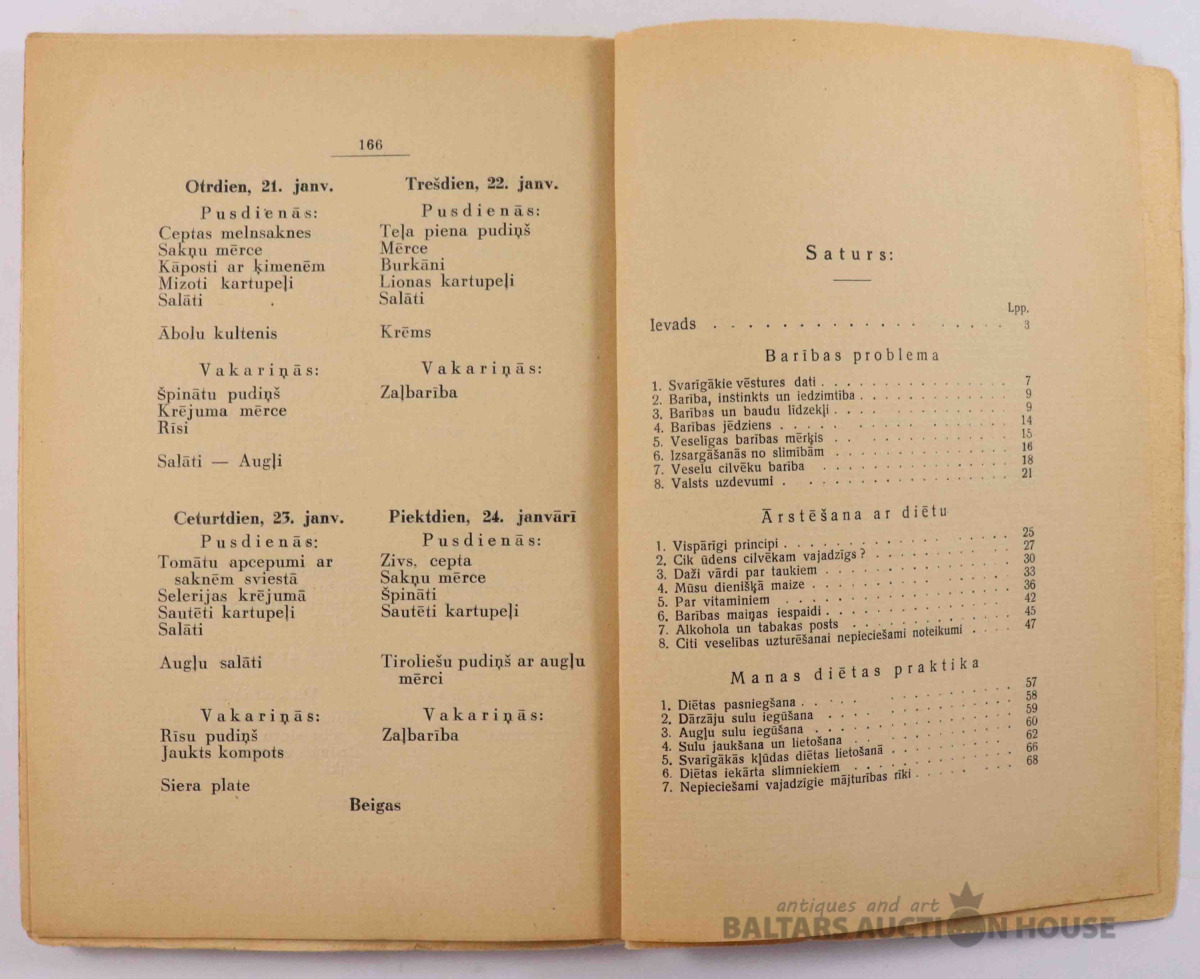 166
Otrdien, 21. janv.
Pusdienās:
Ceptas melnsaknes
Sakņu mērce
Kāposti ar ķimenēm
Mizoti kartupeļi
Salāti
Ābolu kultenis
Vakariņās:
Špinātu pudiņš
Krējuma mērce
Rīsi
Salāti — Augļi
Trešdien, 22. janv.
Pusdienās:
Teļa piena pudiņš
Mērce
Burkāni
Lionas kartupeļi
Salāti
Krēms
Vakariņās:
Zaļbarība
Ceturtdien, 23. janv.
Pusdienās:
Tomātu apcepumi ar
saknēm sviestā
Selerijas krējumā
Sautēti kartupeļi
Salāti
Augļu salāti
Vakariņās:
Rīsu pudiņš
Jaukts kompots
Siera plate
Piektdien, 24. janvārī
Pusdienās:
Zivs, cepta
Sakņu mērce
Špināti
Sautēti kartupeļi
Tiroliešu pudiņš ar augļu
mērci
Vakariņās:
Zaļbarība
Beigas
Saturs:
Lpp.
Ievads . . . . . . . . . . . . . . . . . . . 3
Barības problema
1. Svarīgākie vēstures dati . . . . . . . . . . . . . 7
2. Barība, instinkts un iedzimtība . . . . . . . . . . . 9
3. Barības un baudu līdzekļi . . . . . . . . . . . . 9
4. Barības jēdziens . . . . . . . . . . . . . . . 14
5. Veselīgas barības mērķis . . . . . . . . . . . . 15
6. Izsargāšanās no slimībām . . . . . . . . . . . . 16
7. Veselu cilvēku barība . . . . . . . . . . . . . 18
8. Valsts uzdevumi . . . . . . . . . . . . . . . 21
Ārstēšana ar diētu
1. Vispārīgi principi . . . . . . . . . . . . . . . 25
2. Cik ūdens cilvēkam vajadzīgs ? . . . . . . . . . . 27
3. Daži vārdi par taukiem . . . . . . . . . . . . . 30
4. Mūsu dienišķā maize . . . . . . . . . . . . . . 33
5. Par vitaminiem . . . . . . . . . . . . . . . . 36
6. Barības maiņas iespaidi . . . . . . . . . . . . . 42
7. Alkohola un tabakas posts . . . . . . . . . . . . 45
8. Citi veselības uzturēšanai nepieciešami noteikumi . . . . 47
Manas diētas praktika
1. Diētas pasniegšana . . . . . . . . . . . . . . 57
2. Dārzāju sulu iegūšana . . . . . . . . . . . . . 58
3. Augļu sulu iegūšana . . . . . . . . . . . . . . 59
4. Sulu jaukšana un lietošana . . . . . . . . . . . 60
5. Svarīgākās kļūdas diētas lietošanā . . . . . . . . . 62
6. Diētas iekārta slimniekiem . . . . . . . . . . . 66
7. Nepieciešami vajadzīgie mājturības rīki . . . . . . . 68
antiques and art
BALTARS AUCTION HOUSE